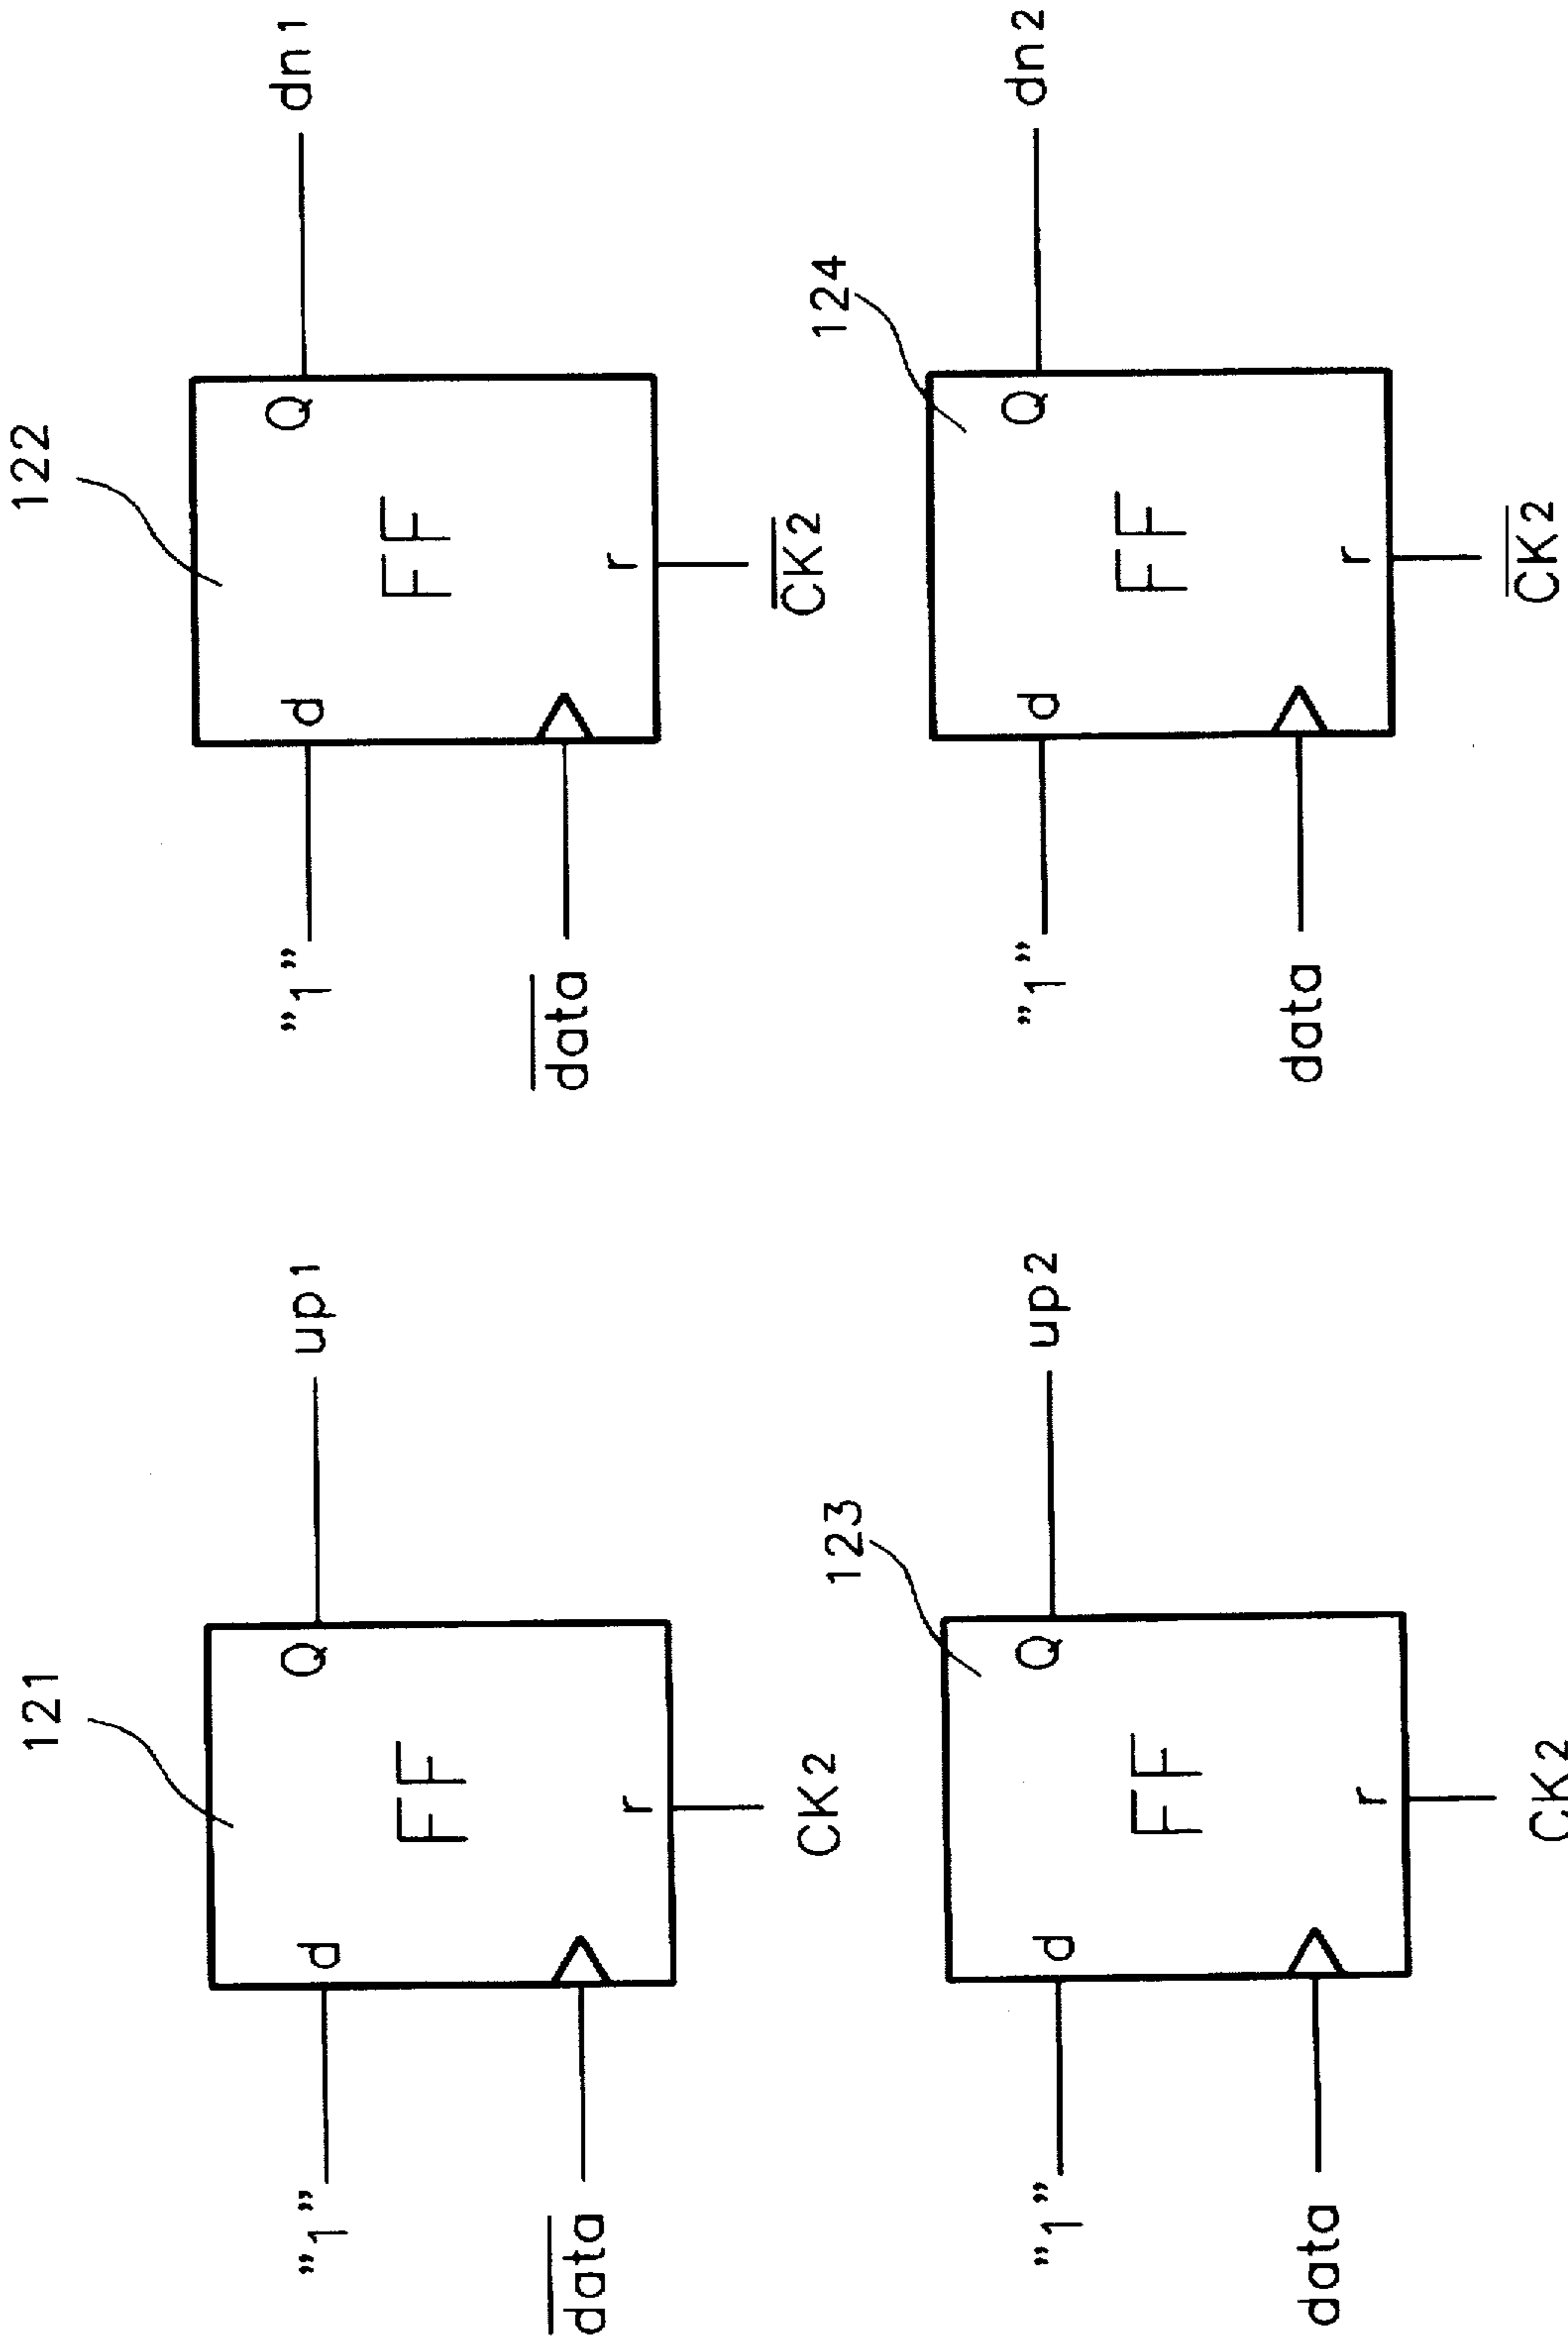 121
"1"
d
Q
up1
FF
data
r
CK2
122
"1"
d
Q
dn1
FF
data
r
CK2
123
"1"
d
Q
up2
FF
data
r
CK2
124
"1"
d
Q
dn2
FF
data
r
CK2